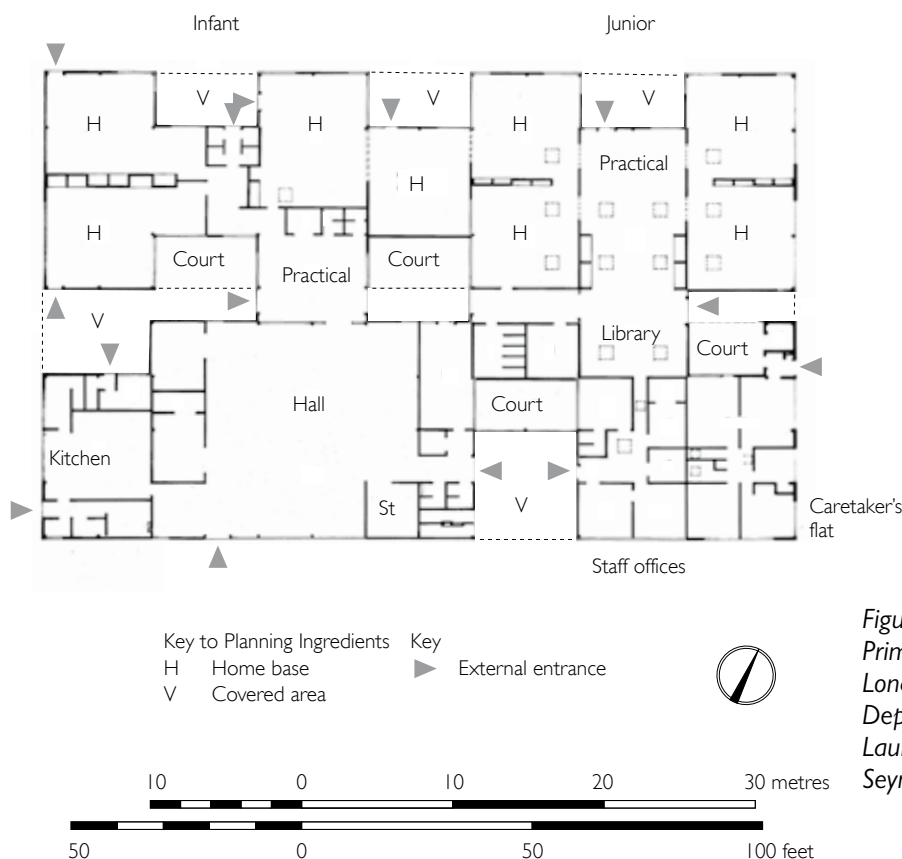 Infant Junior
V V V
H H H H
Practical
H
H H H
Court Practical Court
V Library Court
Hall Court
Kitchen
St V Caretaker's
flat
Staff offices
Key to Planning Ingredients Key
H Home base External entrance
V Covered area
10 0 10 20 30 metres
50 0 50 100 feet
Figu
Prim
Lond
Dep
Laur
Seyn